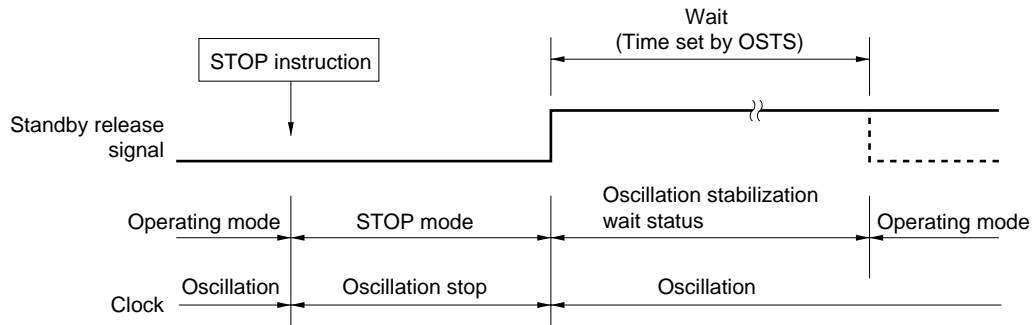 Wait
(Time set by OSTS)
STOP instruction
Standby release
signal
Operating mode
STOP mode
Oscillation stabilization
wait status
Operating mode
Clock
Oscillation
Oscillation stop
Oscillation